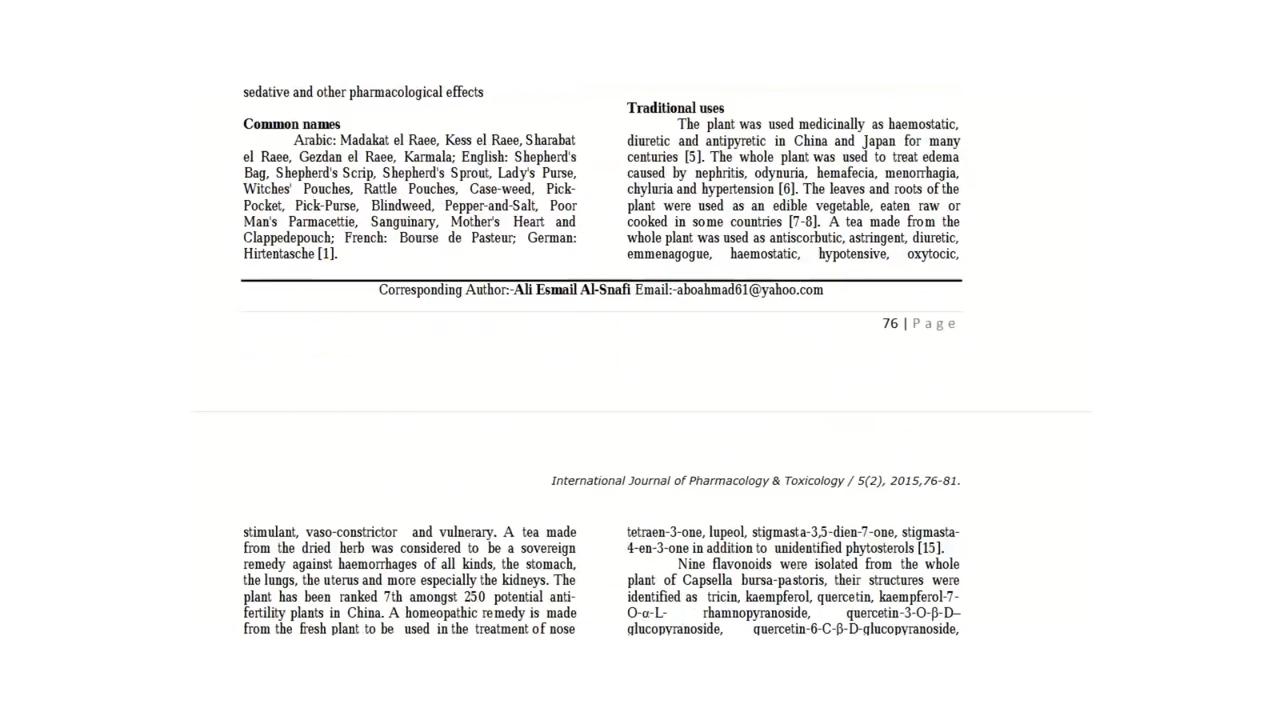 sedative and other pharmacological effects
Common names
Arabic: Madakat el Raee, Kess el Raee, Sharabat
el Raee, Gezdan el Raee, Karmala; English: Shepherd's
Bag, Shepherd's Scrip, Shepherd's Sprout, Lady's Purse,
Witches' Pouches, Rattle Pouches, Case-weed, Pick-
Pocket, Pick-Purse, Blindweed, Pepper-and-Salt, Poor
Man's Parmacettie, Sanguinary, Mother's Heart and
Clappedepouch; French: Bourse de Pasteur; German:
Hirtentasche [1].
Traditional uses
The plant was used medicinally as haemostatic,
diuretic and antipyretic in China and Japan for many
centuries [5]. The whole plant was used to treat edema
caused by nephritis, odynuria, hemafecia, menorrhagia,
chyluria and hypertension [6]. The leaves and roots of the
plant were used as an edible vegetable, eaten raw or
cooked in some countries [7-8]. A tea made from the
whole plant was used as antiscorbutic, astringent, diuretic,
emmenagogue, haemostatic, hypotensive, oxytocic,
Corresponding Author:-Ali Esmail Al-Snafi Email:-aboahmad61@yahoo.com
76 | Page
International Journal of Pharmacology & Toxicology / 5(2), 2015,76-81.
stimulant, vaso-constrictor and vulnerary. A tea made
from the dried herb was considered to be a sovereign
remedy against haemorrhages of all kinds, the stomach,
the lungs, the uterus and more especially the kidneys. The
plant has been ranked 7th amongst 250 potential anti-
fertility plants in China. A homeopathic remedy is made
from the fresh plant to be used in the treatment of nose
tetraen-3-one, lupeol, stigmasta-3,5-dien-7-one, stigmasta-
4-en-3-one in addition to unidentified phytosterols [15].
Nine flavonoids were isolated from the whole
plant of Capsella bursa-pastoris, their structures were
identified as tricin, kaempferol, quercetin, kaempferol-7-
O-α-L- rhamnopyranoside, quercetin-3-O-β-D–
glucopyranoside, quercetin-6-C-β-D-glucopyranoside,